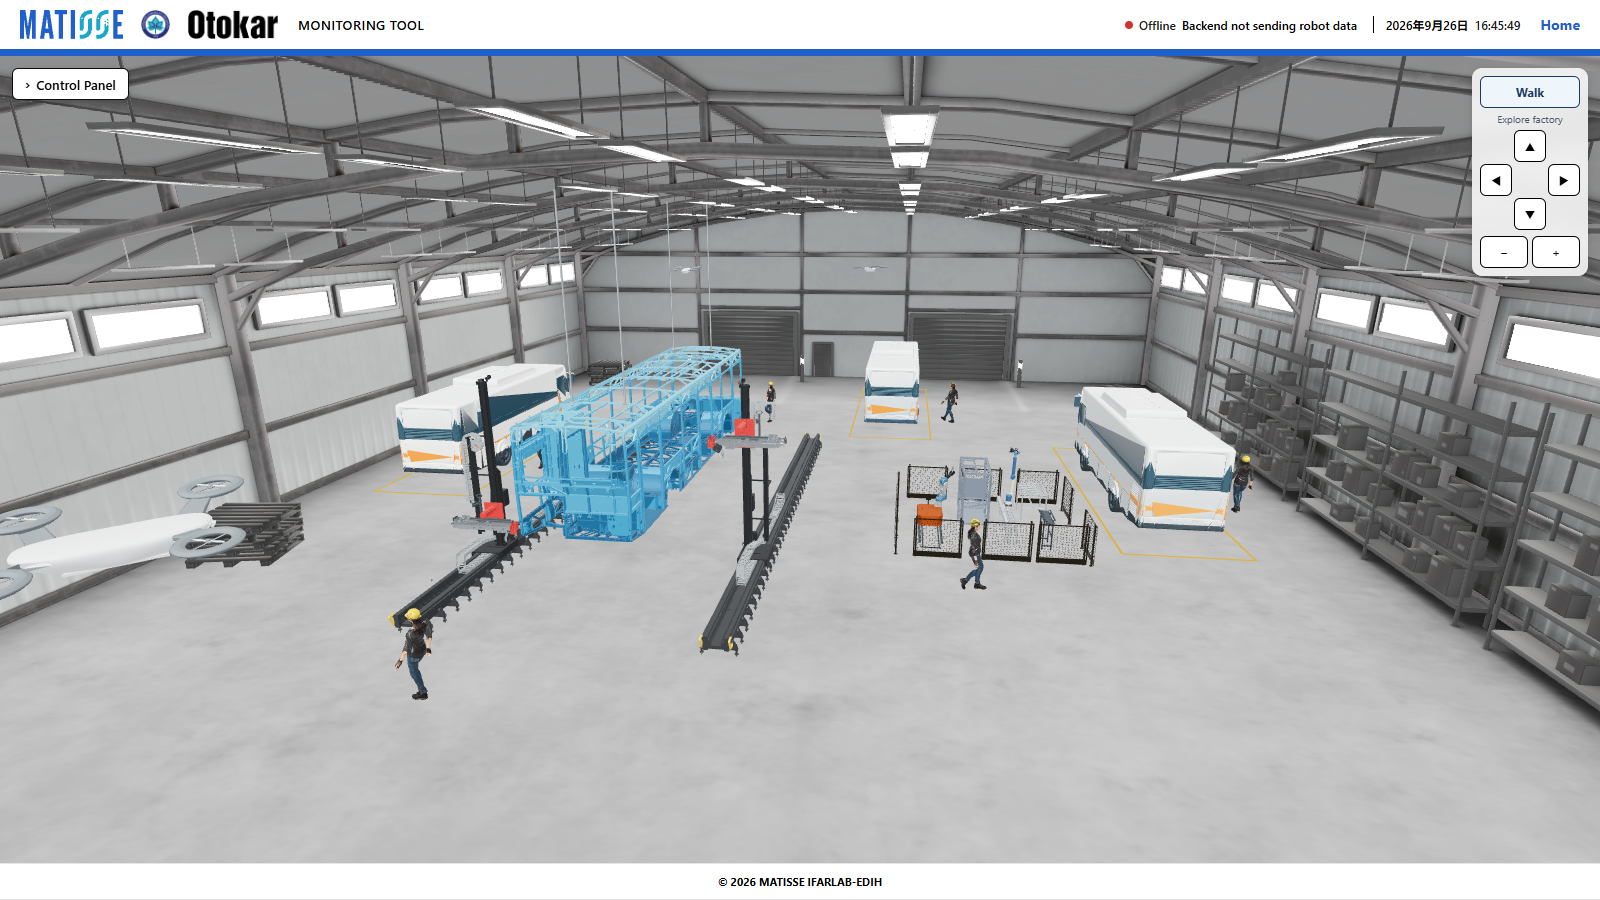 MATISSE
Otokar
MONITORING TOOL
Offline Backend not sending robot data
2026年9月26日 16:45:49
Home
› Control Panel
Walk
Explore factory
▲
◀ ▶
▼
− +
© 2026 MATISSE IFARLAB-EDIH